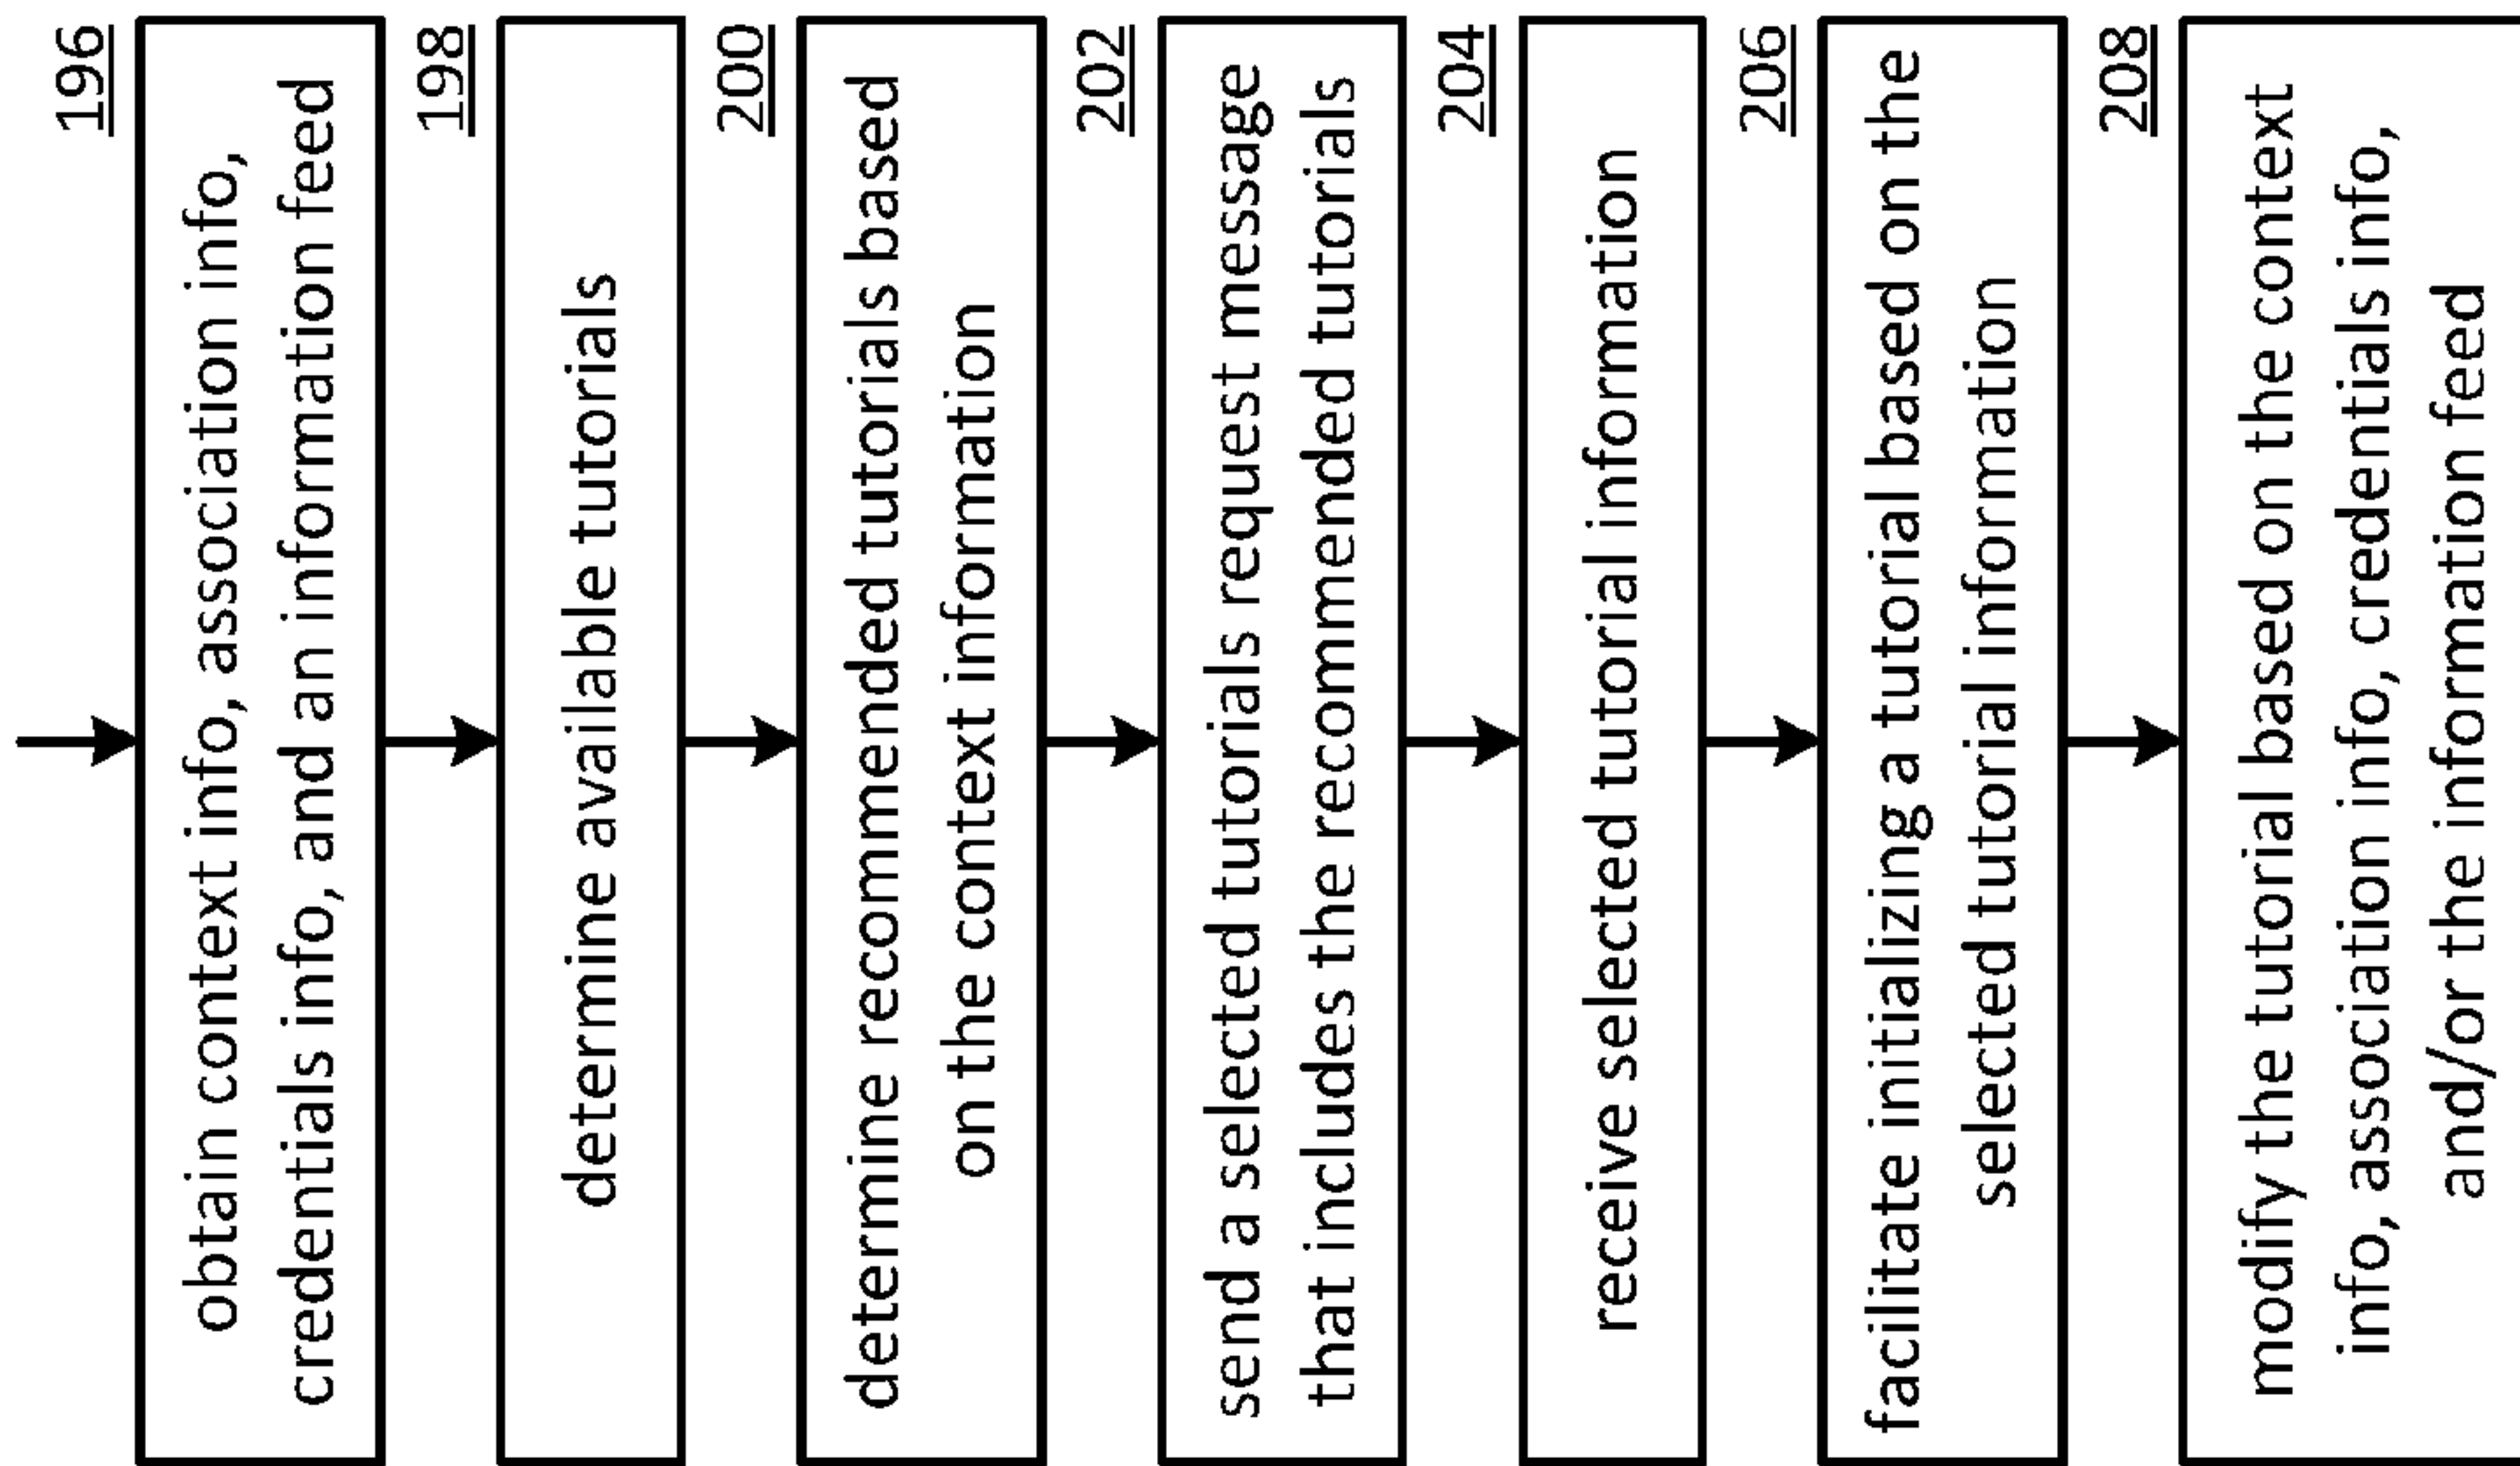 196
obtain context info, association info,
credentials info, and an information feed
198
determine available tutorials
200
determine recommended tutorials based
on the context information
202
send a selected tutorials request message
that includes the recommended tutorials
204
receive selected tutorial information
206
facilitate initializing a tutorial based on the
selected tutorial information
208
modify the tutorial based on the context
info, association info, credentials info,
and/or the information feed